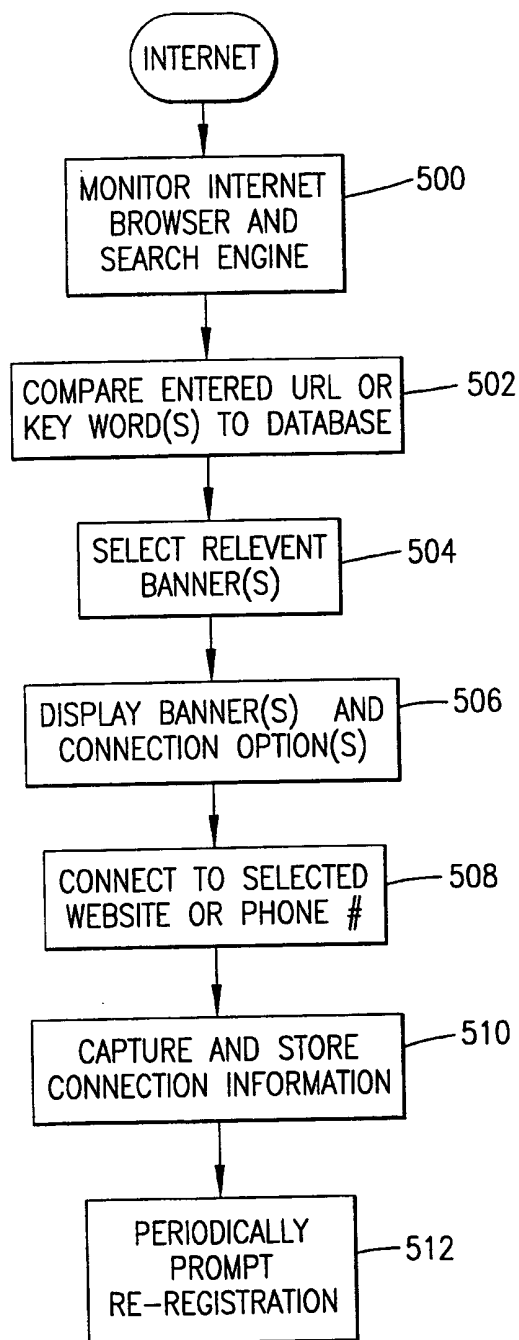 INTERNET
MONITOR INTERNET
BROWSER AND
SEARCH ENGINE
500
COMPARE ENTERED URL OR
KEY WORD(S) TO DATABASE
502
SELECT RELEVENT
BANNER(S)
504
DISPLAY BANNER(S) AND
CONNECTION OPTION(S)
506
CONNECT TO SELECTED
WEBSITE OR PHONE #
508
CAPTURE AND STORE
CONNECTION INFORMATION
510
PERIODICALLY
PROMPT
RE-REGISTRATION
512